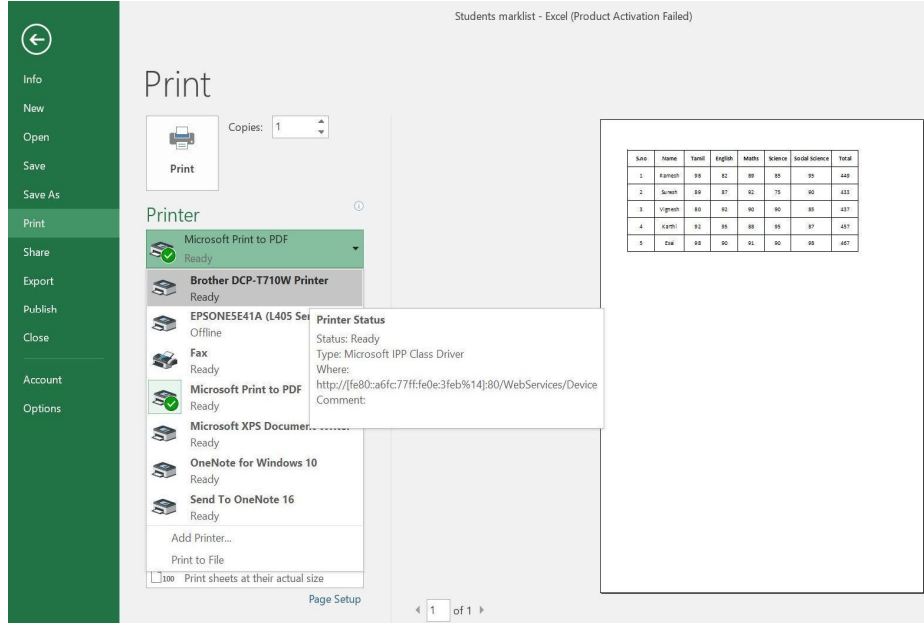 Students marklist - Excel (Product Activation Failed)
Info
New
Open
Save
Save As
Print
Share
Export
Publish
Close
Account
Options
Print
Copies: 1
Print
Printer
Microsoft Print to PDF
Ready
Brother DCP-T710W Printer
Ready
EPSON5E5E41A (L405 Ser
Offline
Fax
Ready
Microsoft Print to PDF
Ready
Microsoft XPS Document
Ready
OneNote for Windows 10
Ready
Send To OneNote 16
Ready
Add Printer...
Print to File
100 Print sheets at their actual size
Page Setup
Printer Status
Status: Ready
Type: Microsoft IPP Class Driver
Where:
http://[fe80::a6fc:77ff:fe0e:3feb%14]:80/WebServices/Device
Comment:
S.no Name Tamil English Maths Science Social Science Total
1 Ramesh 98 82 89 85 95 449
2 Suresh 89 87 92 75 90 433
3 Vignesh 80 92 90 90 85 437
4 Karthi 92 95 88 95 87 457
5 Esai 98 90 91 90 98 467
1 of 1